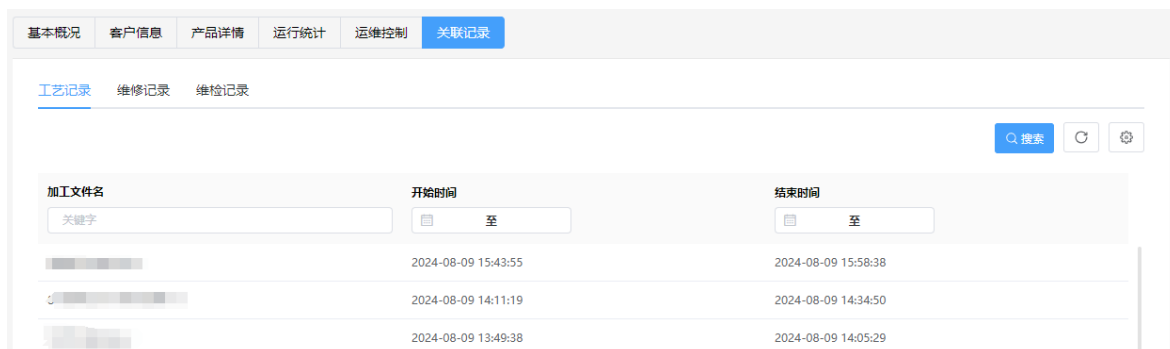 基本概况 客户信息 产品详情 运行统计 运维控制 关联记录
工艺记录 维修记录 维检记录
搜索
加工文件名 开始时间 结束时间
关键字 至 至
2024-08-09 15:43:55 2024-08-09 15:58:38
2024-08-09 14:11:19 2024-08-09 14:34:50
2024-08-09 13:49:38 2024-08-09 14:05:29